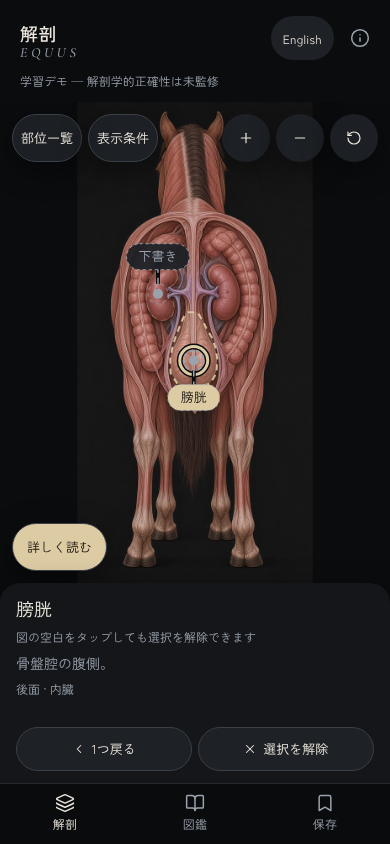 解剖
EQUUS
English
学習デモ — 解剖学的正確性は未監修
部位一覧
表示条件
下書き
膀胱
詳しく読む
膀胱
図の空白をタップしても選択を解除できます
骨盤腔の腹側。
後面 · 内臓
1つ戻る
選択を解除
解剖
図鑑
保存